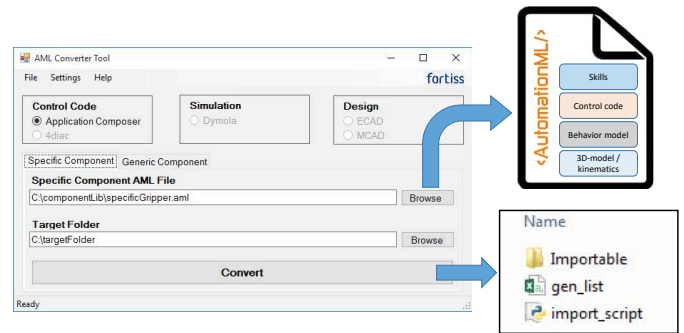 AML Converter Tool
File Settings Help
fortiss
Control Code
Application Composer
4diac
Simulation
Dymola
Design
ECAD
MCAD
Specific Component Generic Component
Specific Component AML File
C:\componentLib\specificGripper.aml
Browse
Target Folder
C:\targetFolder
Browse
Convert
Ready
<AutomationML/>
Skills
Control code
Behavior model
3D-model /
kinematics
Name
Importable
gen_list
import_script